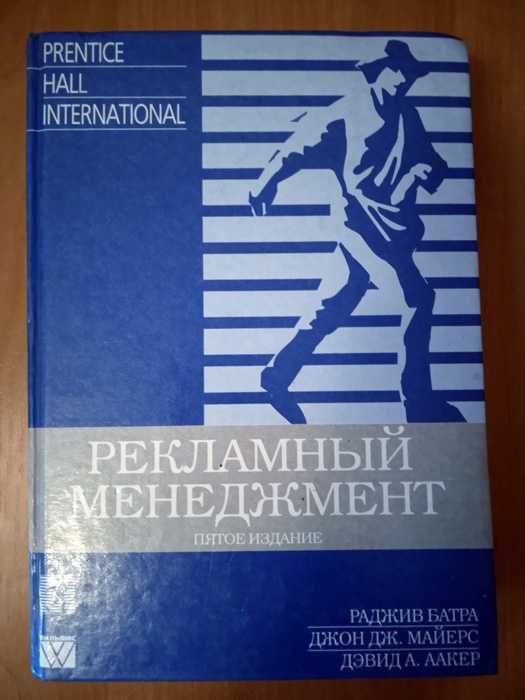 PRENTICE
HALL
INTERNATIONAL
РЕКЛАМНЫЙ
МЕНЕДЖМЕНТ
ПЯТОЕ ИЗДАНИЕ
РАДЖИВ БАТРА
ДЖОН ДЖ. МАЙЕРС
ДЭВИД А. ААКЕР